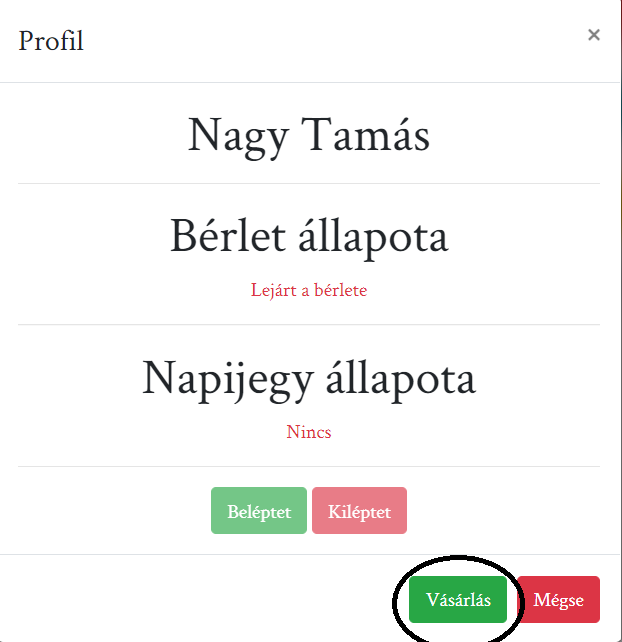 Profil ×
Nagy Tamás
Bérlet állapota
Lejárt a bérlete
Napijegy állapota
Nincs
Beléptet Kiléptet
Vásárlás Mégse